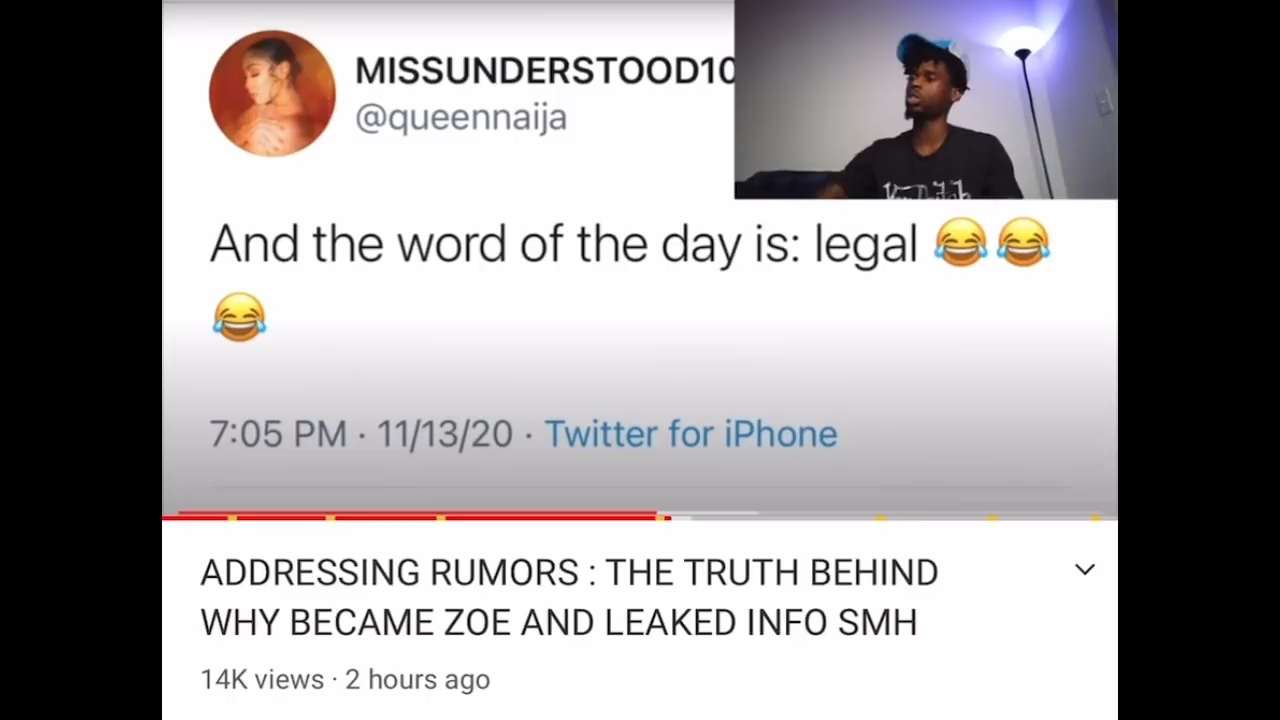 MISSUNDERSTOOD10
@queennaija
And the word of the day is: legal 😂😂
😂
7:05 PM · 11/13/20 · Twitter for iPhone
ADDRESSING RUMORS : THE TRUTH BEHIND
WHY BECAME ZOE AND LEAKED INFO SMH
14K views · 2 hours ago